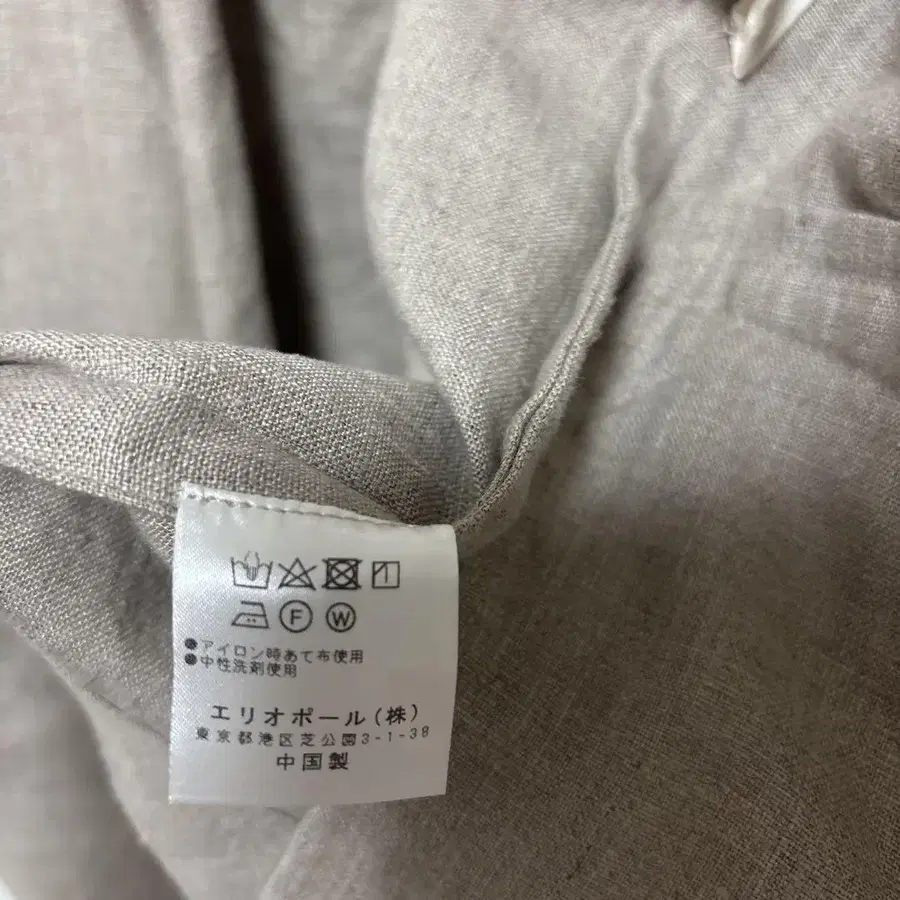 F W
●アイロン時あて布使用
●中性洗剤使用
エリオポール(株)
東京都港区芝公園3-1-38
中国製